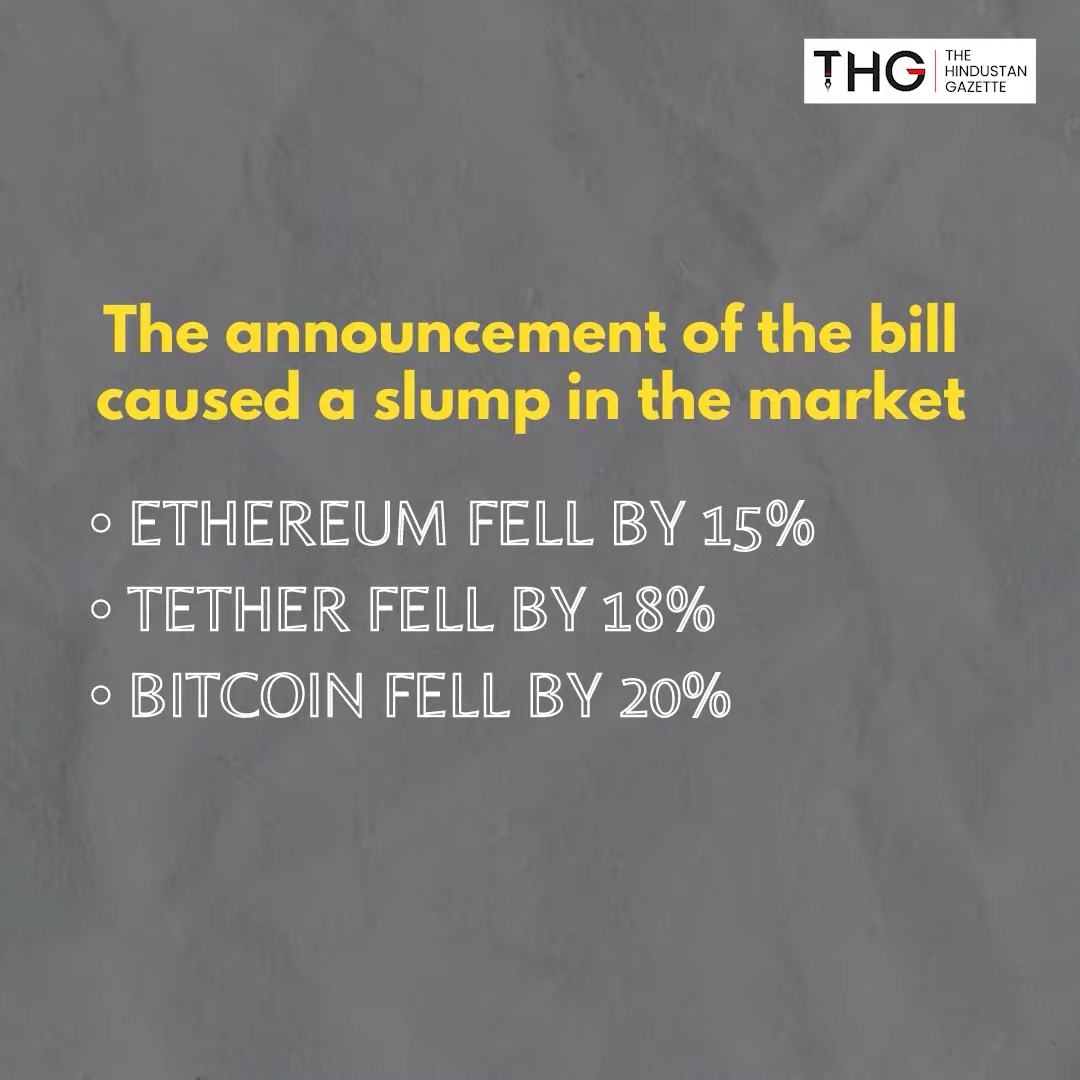 THG
THE
HINDUSTAN
GAZETTE
The announcement of the bill
caused a slump in the market
◦ ETHEREUM FELL BY 15%
◦ TETHER FELL BY 18%
◦ BITCOIN FELL BY 20%